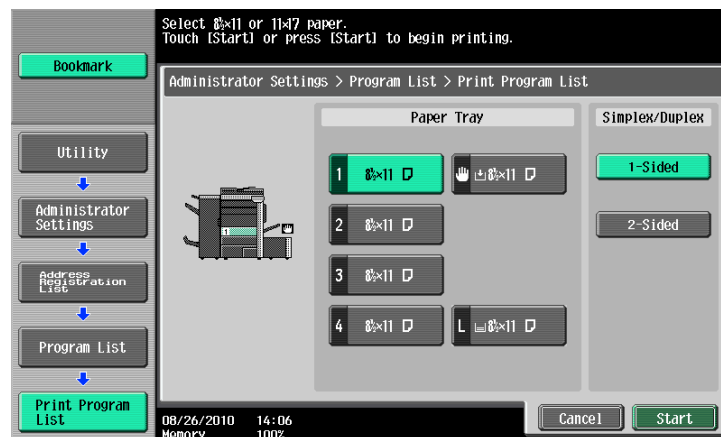 Select 8½×11 or 11×17 paper.
Touch [Start] or press [Start] to begin printing.
Bookmark
Administrator Settings > Program List > Print Program List
Paper Tray
Simplex/Duplex
Utility
Administrator
Settings
Address
Registration
List
Program List
Print Program
List
1
1 8½×11
8½×11
2 8½×11
3 8½×11
4 8½×11
L 8½×11
1-Sided
2-Sided
08/26/2010 14:06
Memory 100%
Cancel
Start